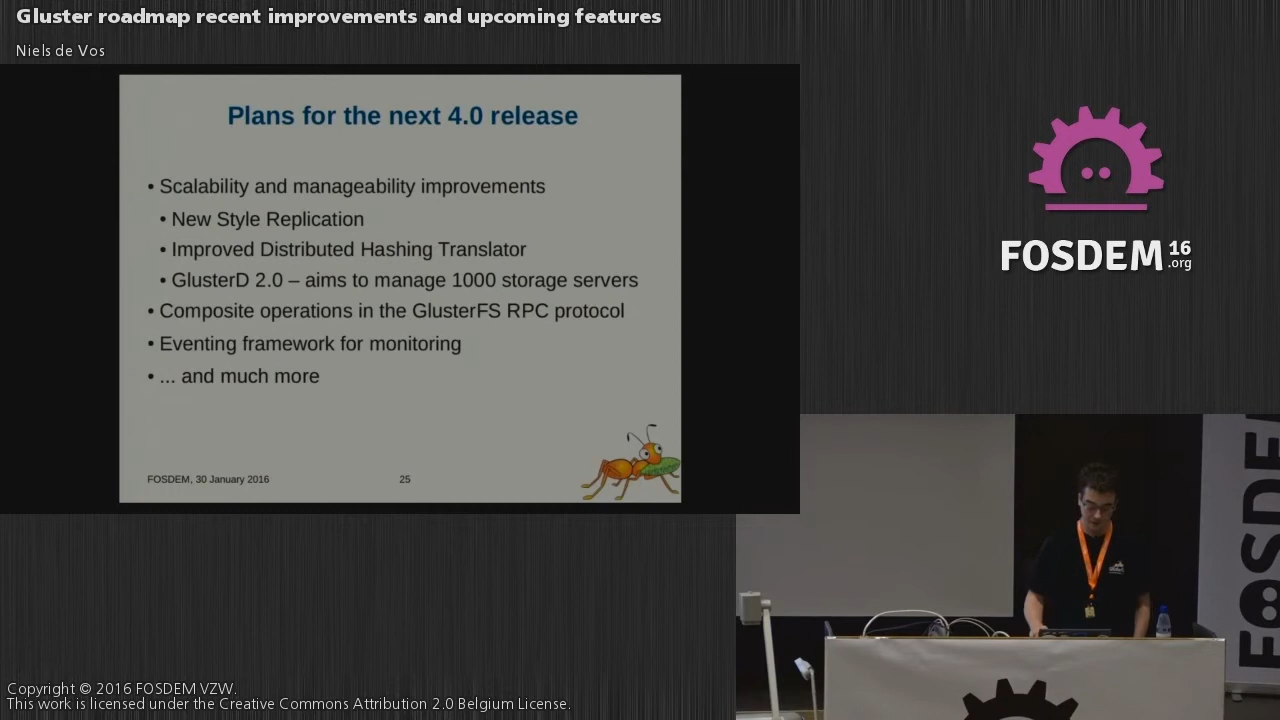 Gluster roadmap recent improvements and upcoming features
Niels de Vos
Plans for the next 4.0 release
• Scalability and manageability improvements
• New Style Replication
• Improved Distributed Hashing Translator
• GlusterD 2.0 – aims to manage 1000 storage servers
• Composite operations in the GlusterFS RPC protocol
• Eventing framework for monitoring
• ... and much more
FOSDEM, 30 January 2016
25
FOSDEM 16 .org
FOSDEM
Copyright © 2016 FOSDEM VZW.
This work is licensed under the Creative Commons Attribution 2.0 Belgium License.